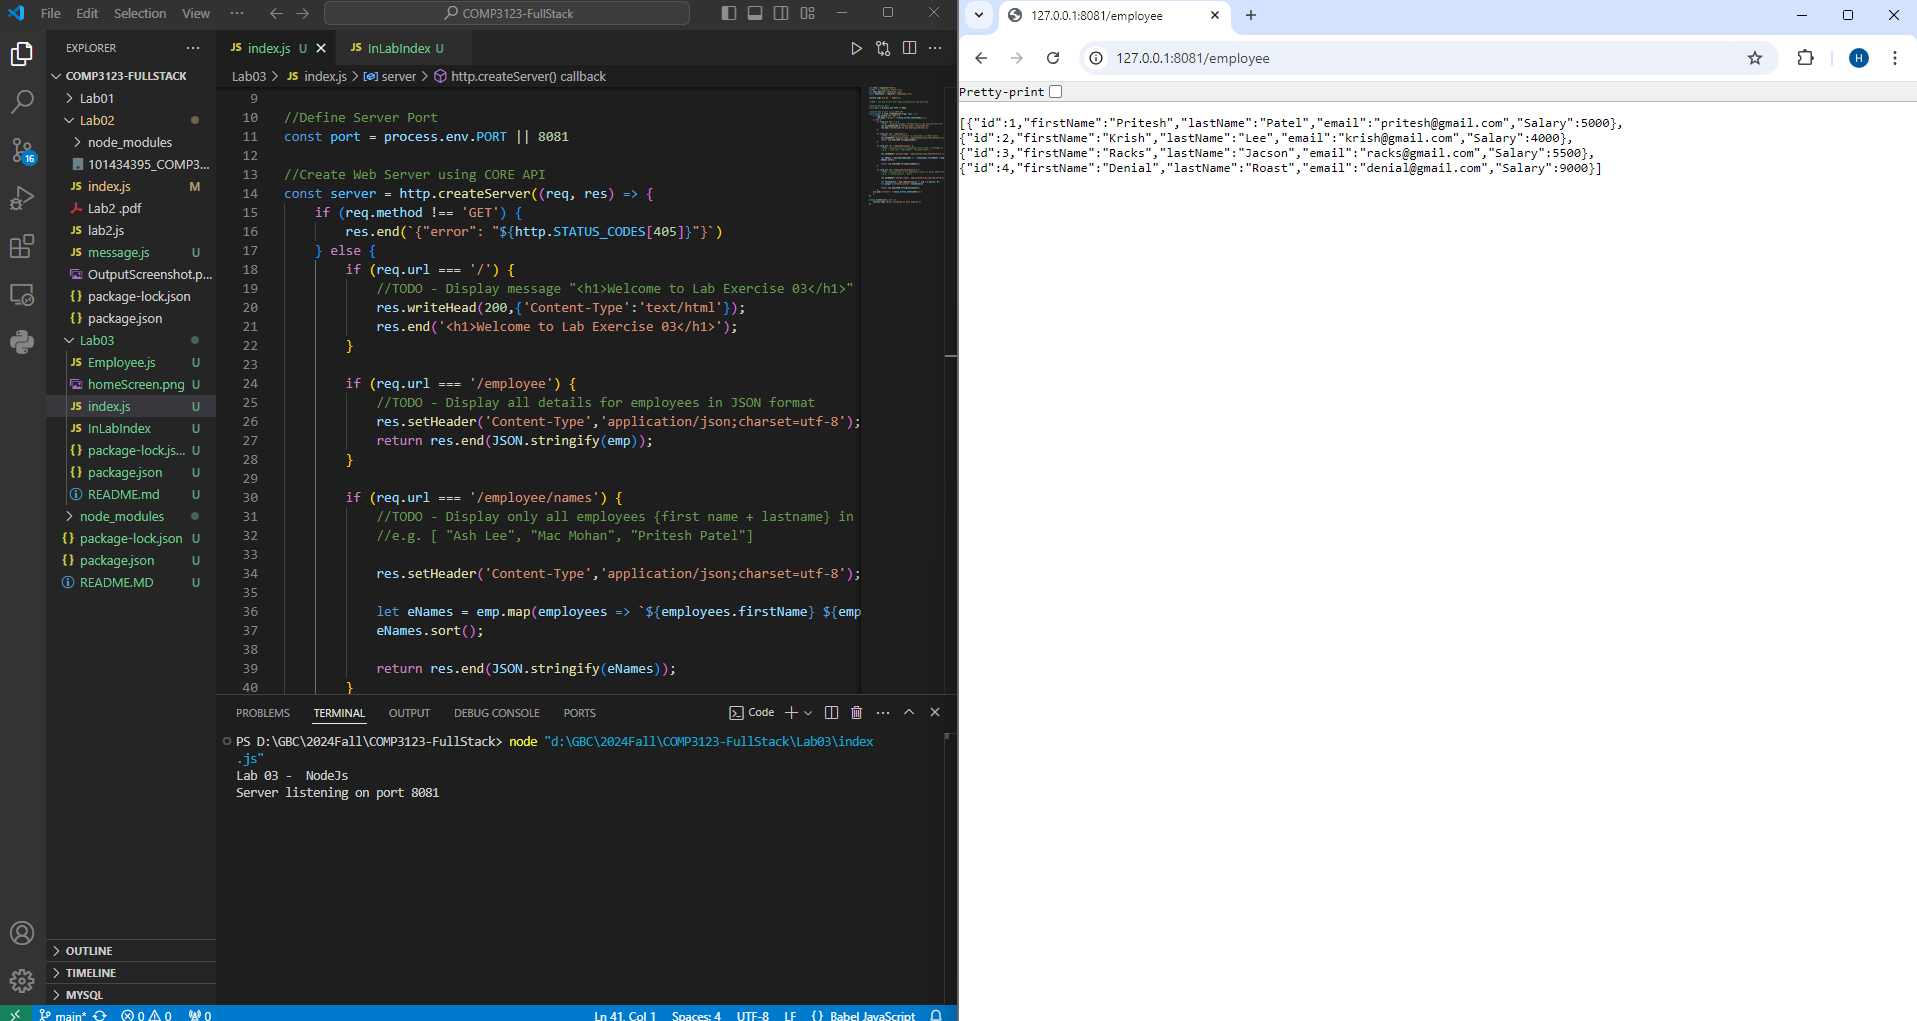 File Edit Selection View ··· COMP3123-FullStack
EXPLORER ···
COMP3123-FULLSTACK
Lab01
Lab02
node_modules
101434395_COMP3...
JS index.js M
Lab2 .pdf
JS lab2.js
JS message.js U
OutputScreenshot.p...
{} package-lock.json
{} package.json
Lab03
JS Employee.js U
homeScreen.png U
JS index.js U
JS InLabIndex U
{} package-lock.js... U
{} package.json U
README.md U
node_modules
{} package-lock.json U
{} package.json U
README.MD U
OUTLINE
TIMELINE
MYSQL
16
JS index.js U
JS InLabIndex U
Lab03 > JS index.js > server > http.createServer() callback
9
10 //Define Server Port
11 const port = process.env.PORT || 8081
12
13 //Create Web Server using CORE API
14 const server = http.createServer((req, res) => {
15 if (req.method !== 'GET') {
16 res.end(`{"error": "${http.STATUS_CODES[405]}"}`)
17 } else {
18 if (req.url === '/') {
19 //TODO - Display message "<h1>Welcome to Lab Exercise 03</h1>"
20 res.writeHead(200,{'Content-Type':'text/html'});
21 res.end('<h1>Welcome to Lab Exercise 03</h1>');
22 }
23
24 if (req.url === '/employee') {
25 //TODO - Display all details for employees in JSON format
26 res.setHeader('Content-Type','application/json;charset=utf-8');
27 return res.end(JSON.stringify(emp));
28 }
29
30 if (req.url === '/employee/names') {
31 //TODO - Display only all employees {first name + lastname} in
32 //e.g. [ "Ash Lee", "Mac Mohan", "Pritesh Patel"]
33
34 res.setHeader('Content-Type','application/json;charset=utf-8');
35
36 let eNames = emp.map(employees => `${employees.firstName} ${emp
37 eNames.sort();
38
39 return res.end(JSON.stringify(eNames));
40 }
PROBLEMS TERMINAL OUTPUT DEBUG CONSOLE PORTS Code
PS D:\GBC\2024Fall\COMP3123-FullStack> node "d:\GBC\2024Fall\COMP3123-FullStack\Lab03\index
.js"
Lab 03 -  NodeJs
Server listening on port 8081
main* 0 0 0 Ln 41, Col 1 Spaces: 4 UTF-8 LF {} Babel JavaScript
127.0.0.1:8081/employee
127.0.0.1:8081/employee H
Pretty-print
[{"id":1,"firstName":"Pritesh","lastName":"Patel","email":"pritesh@gmail.com","Salary":5000},
{"id":2,"firstName":"Krish","lastName":"Lee","email":"krish@gmail.com","Salary":4000},
{"id":3,"firstName":"Racks","lastName":"Jacson","email":"racks@gmail.com","Salary":5500},
{"id":4,"firstName":"Denial","lastName":"Roast","email":"denial@gmail.com","Salary":9000}]